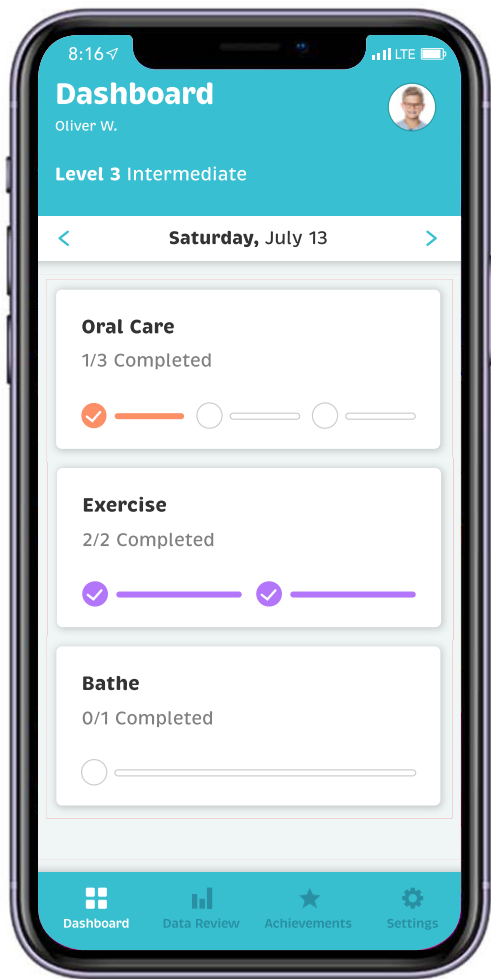 8:16 LTE
Dashboard
Oliver W.
Level 3 Intermediate
Saturday, July 13
Oral Care
1/3 Completed
Exercise
2/2 Completed
Bathe
0/1 Completed
Dashboard Data Review Achievements Settings